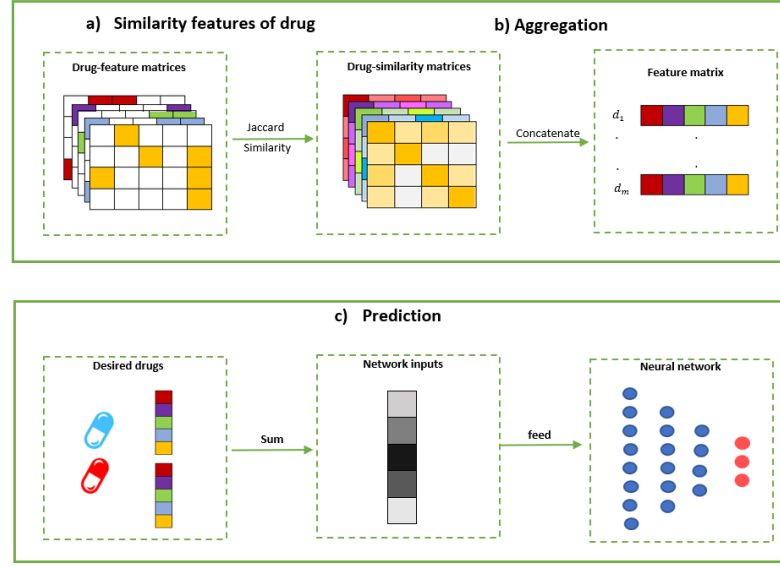 a) Similarity features of drug
b) Aggregation
Drug-feature matrices
Jaccard
Similarity
Drug-similarity matrices
Concatenate
Feature matrix
d1
.
.
.
.
dm
c) Prediction
Desired drugs
Sum
Network inputs
feed
Neural network